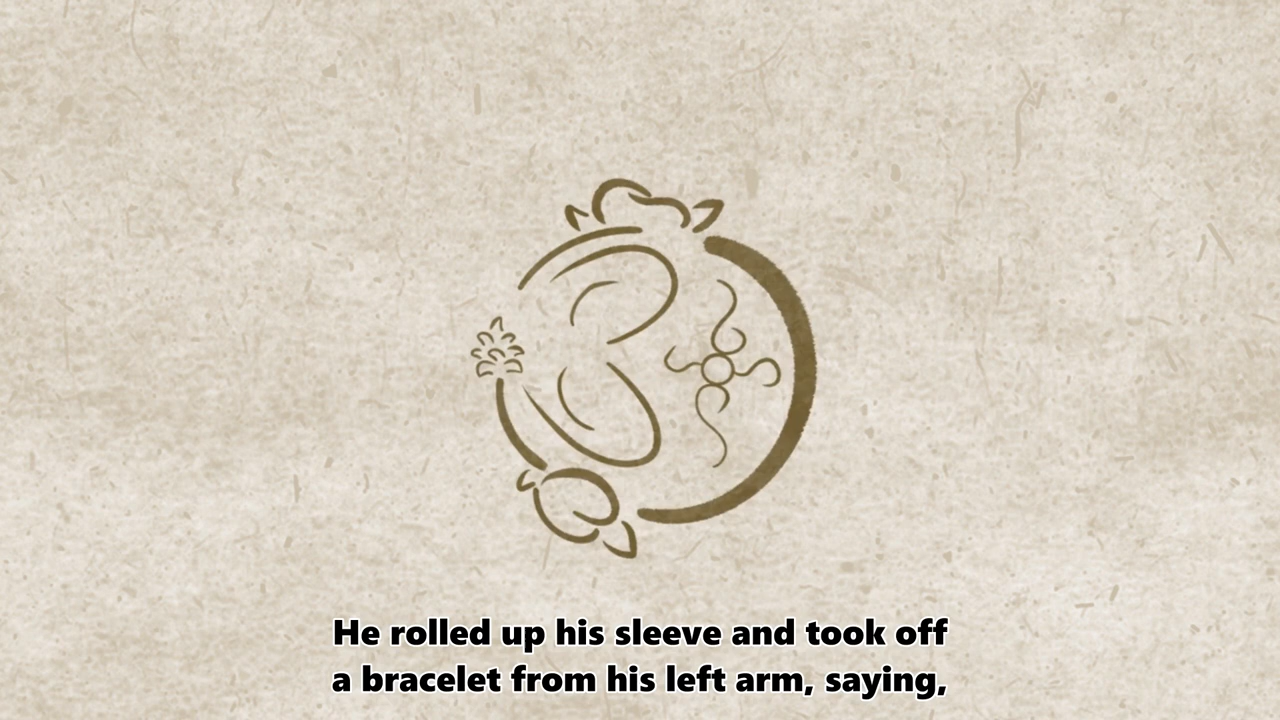 He rolled up his sleeve and took off
a bracelet from his left arm, saying,